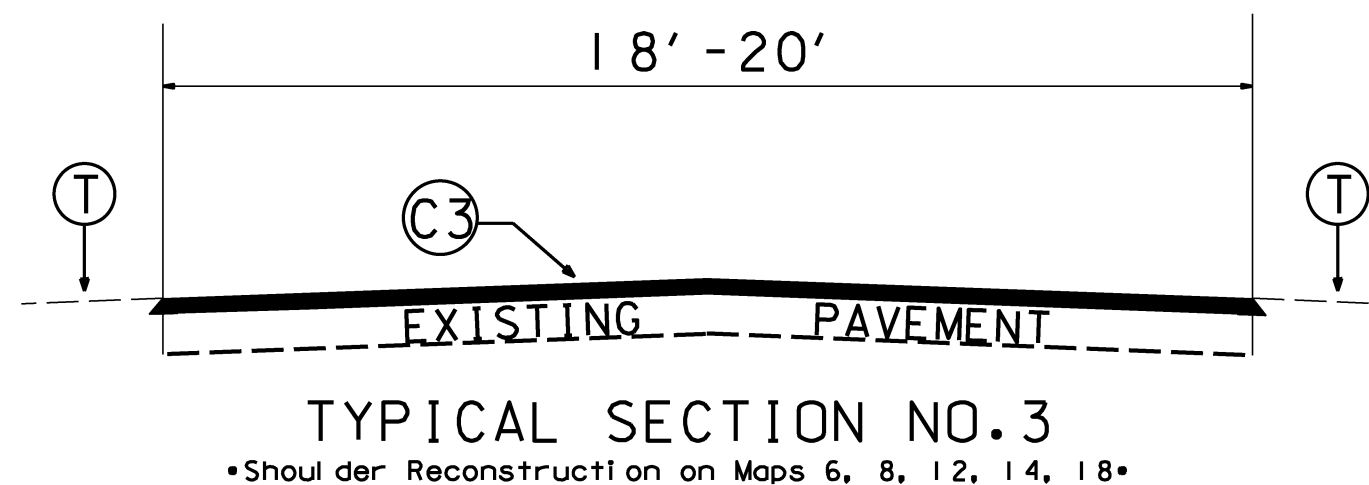 18'-20'
T
T
C3
EXISTING PAVEMENT
TYPICAL SECTION NO.3
•Shoulder Reconstruction on Maps 6, 8, 12, 14, 18•